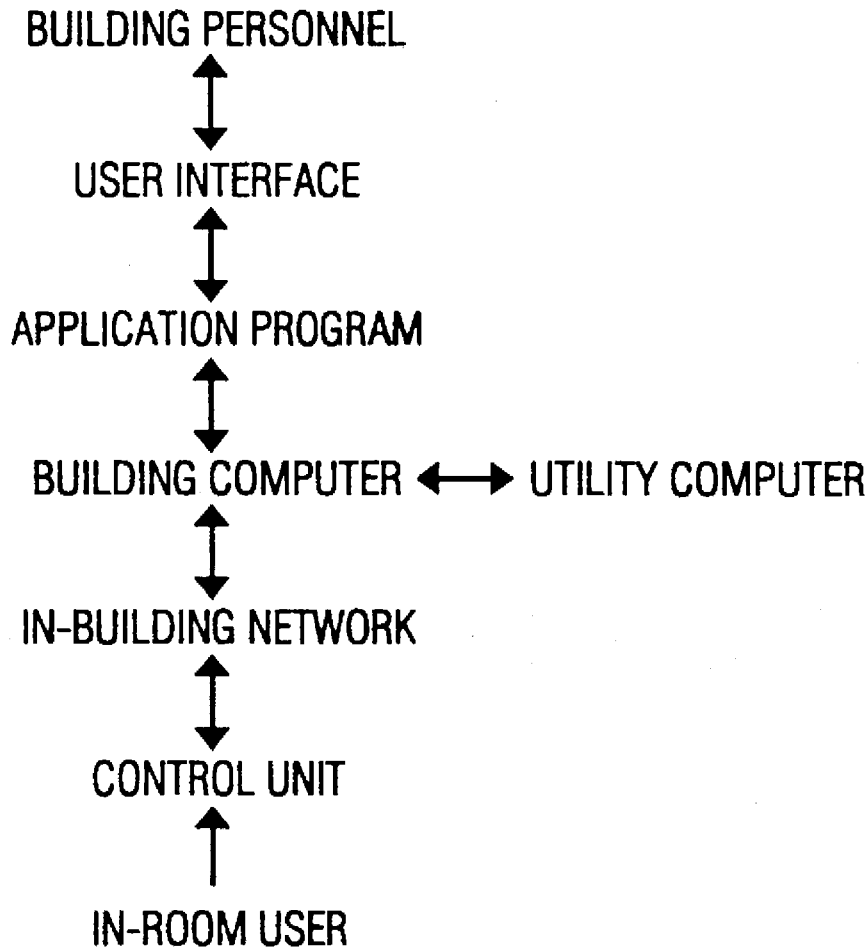 BUILDING PERSONNEL
USER INTERFACE
APPLICATION PROGRAM
BUILDING COMPUTER
UTILITY COMPUTER
IN-BUILDING NETWORK
CONTROL UNIT
IN-ROOM USER